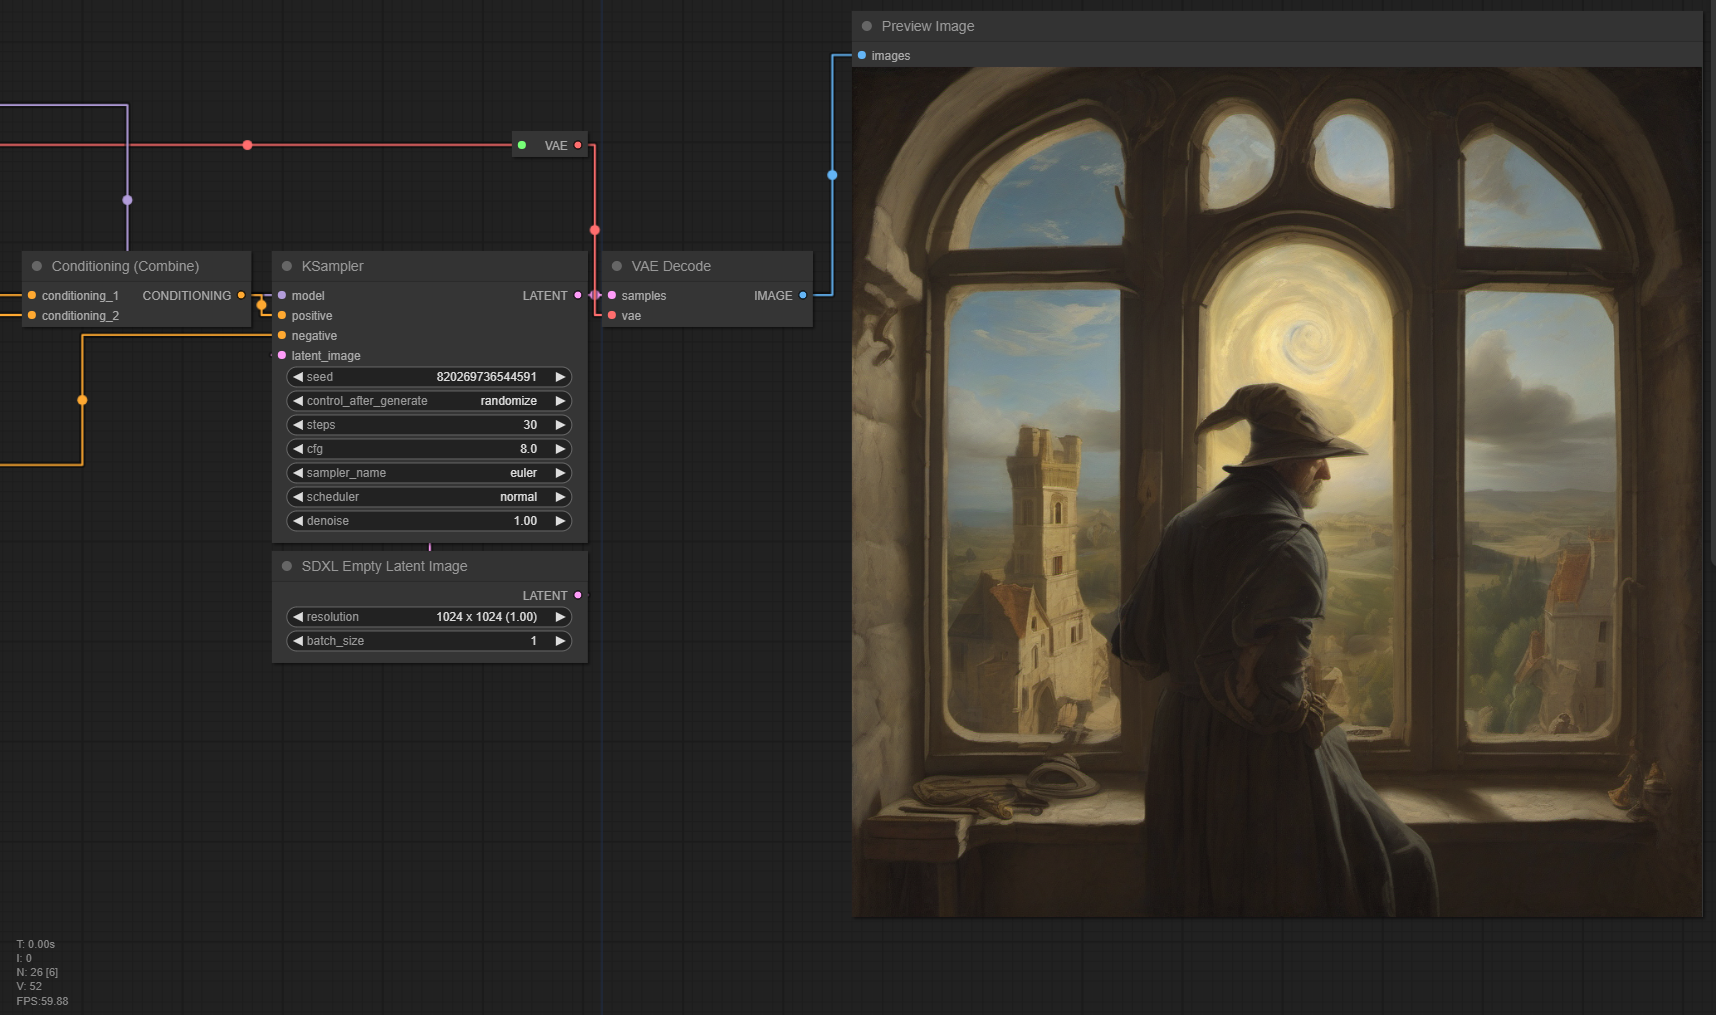 Preview Image
images
VAE
Conditioning (Combine)
conditioning_1 CONDITIONING
conditioning_2
KSampler
model LATENT
positive
negative
latent_image
seed 820269736544591
control_after_generate randomize
steps 30
cfg 8.0
sampler_name euler
scheduler normal
denoise 1.00
VAE Decode
samples IMAGE
vae
SDXL Empty Latent Image
LATENT
resolution 1024 x 1024 (1.00)
batch_size 1
T: 0.00s
I: 0
N: 26 [6]
V: 52
FPS:59.88